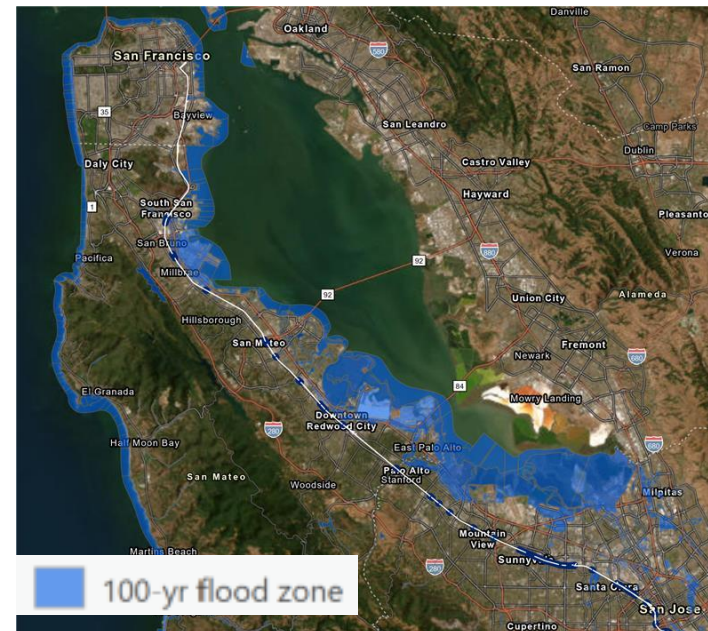 Danville
Oakland
580
San Francisco
San Ramon
35
Bayview
San Leandro
Camp Parks
Dublin
Daly City
Castro Valley
1
South San
Francisco
Hayward
Pleasanto
San Bruno
880
Verona
Pacifica
92
Millbrae
92
Alameda
Union City
Hillsborough
San Mateo
Fremont
680
Newark
84
El Granada
Mowry Landing
Downtown
Redwood City
280
Half Moon Bay
East Palo Alto
680
Palo Alto
Stanford
San Mateo
Woodside
Milpitas
Mountain
View
Martins Beach
Sunnyvale
280
Santa Clara
100-yr flood zone
San Jose
Cupertino